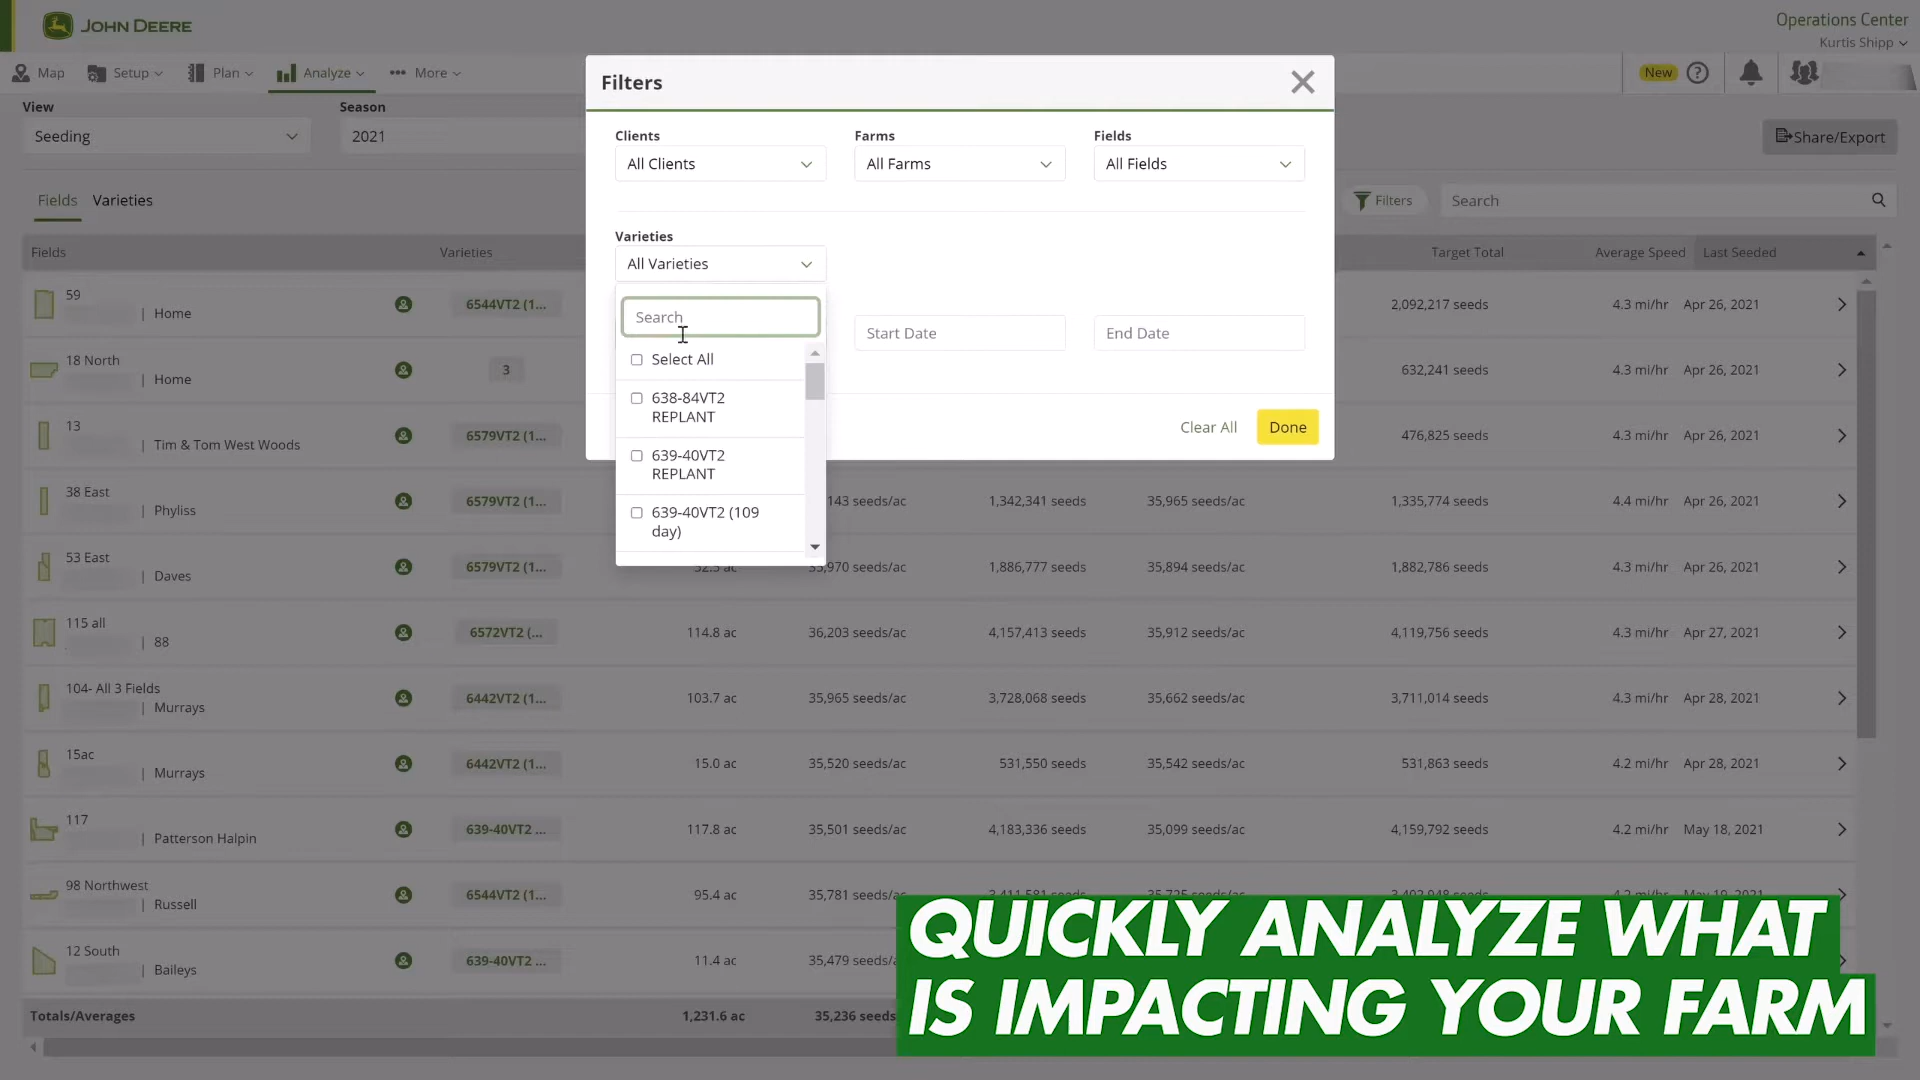 JOHN DEERE
Operations Center
Kurtis Shipp
Map
Setup
Plan
Analyze
More
New
View
Season
Seeding
2021
Share/Export
Fields
Varieties
Filters
Search
Fields
Varieties
Target Total
Average Speed
Last Seeded
Filters
Clients
Farms
Fields
All Clients
All Farms
All Fields
Varieties
All Varieties
Search
Select All
638-84VT2
REPLANT
639-40VT2
REPLANT
639-40VT2 (109
day)
Start Date
End Date
Clear All
Done
59
| Home
6544VT2 (1...
2,092,217 seeds
4.3 mi/hr
Apr 26, 2021
18 North
| Home
3
632,241 seeds
4.3 mi/hr
Apr 26, 2021
13
| Tim & Tom West Woods
6579VT2 (1...
476,825 seeds
4.3 mi/hr
Apr 26, 2021
38 East
| Phyliss
6579VT2 (1...
143 seeds/ac
1,342,341 seeds
35,965 seeds/ac
1,335,774 seeds
4.4 mi/hr
Apr 26, 2021
53 East
| Daves
6579VT2 (1...
970 seeds/ac
1,886,777 seeds
35,894 seeds/ac
1,882,786 seeds
4.3 mi/hr
Apr 26, 2021
115 all
| 88
6572VT2 (...
114.8 ac
36,203 seeds/ac
4,157,413 seeds
35,912 seeds/ac
4,119,756 seeds
4.3 mi/hr
Apr 27, 2021
104- All 3 Fields
| Murrays
6442VT2 (1...
103.7 ac
35,965 seeds/ac
3,728,068 seeds
35,662 seeds/ac
3,711,014 seeds
4.3 mi/hr
Apr 28, 2021
15ac
| Murrays
6442VT2 (1...
15.0 ac
35,520 seeds/ac
531,550 seeds
35,542 seeds/ac
531,863 seeds
4.2 mi/hr
Apr 28, 2021
117
| Patterson Halpin
639-40VT2 ...
117.8 ac
35,501 seeds/ac
4,183,336 seeds
35,099 seeds/ac
4,159,792 seeds
4.2 mi/hr
May 18, 2021
98 Northwest
| Russell
6544VT2 (1...
95.4 ac
35,781 seeds/
12 South
| Baileys
639-40VT2 ...
11.4 ac
35,479 seeds/
Totals/Averages
1,231.6 ac
35,236 seeds
QUICKLY ANALYZE WHAT
IS IMPACTING YOUR FARM